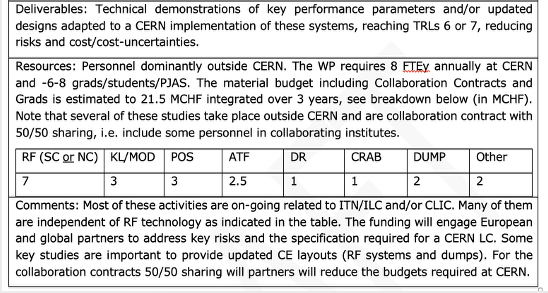 Deliverables: Technical demonstrations of key performance parameters and/or updated
designs adapted to a CERN implementation of these systems, reaching TRLs 6 or 7, reducing
risks and cost/cost-uncertainties.
Resources: Personnel dominantly outside CERN. The WP requires 8 FTEy annually at CERN
and -6-8 grads/students/PJAS. The material budget including Collaboration Contracts and
Grads is estimated to 21.5 MCHF integrated over 3 years, see breakdown below (in MCHF).
Note that several of these studies take place outside CERN and are collaboration contract with
50/50 sharing, i.e. include some personnel in collaborating institutes.
RF (SC or NC) KL/MOD POS ATF DR CRAB DUMP Other
7 3 3 2.5 1 1 2 2
Comments: Most of these activities are on-going related to ITN/ILC and/or CLIC. Many of them
are independent of RF technology as indicated in the table. The funding will engage European
and global partners to address key risks and the specification required for a CERN LC. Some
key studies are important to provide updated CE layouts (RF systems and dumps). For the
collaboration contracts 50/50 sharing will partners will reduce the budgets required at CERN.